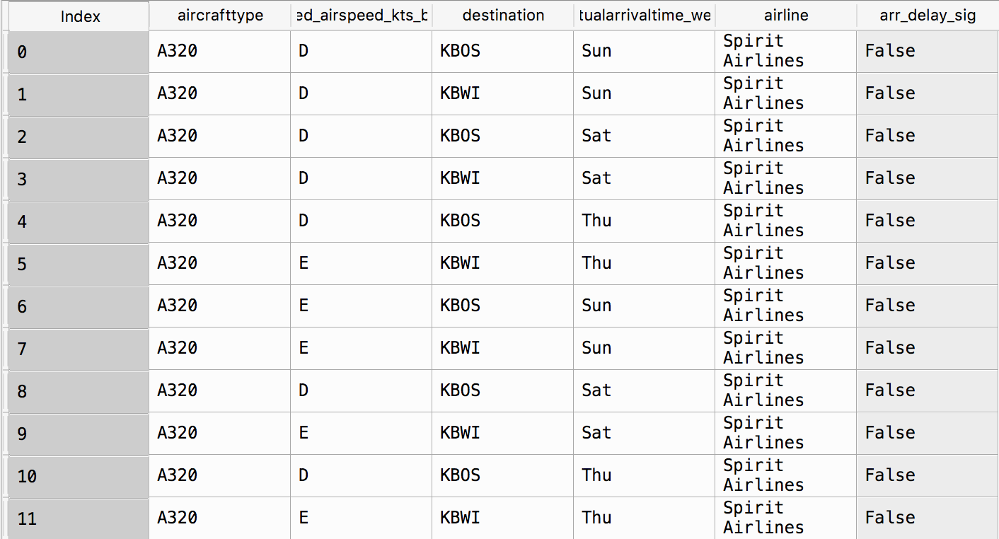 Index aircrafttype ed_airspeed_kts_b destination tualarrivaltime_we airline arr_delay_sig
0 A320 D KBOS Sun Spirit Airlines False
1 A320 D KBWI Sun Spirit Airlines False
2 A320 D KBOS Sat Spirit Airlines False
3 A320 D KBWI Sat Spirit Airlines False
4 A320 D KBOS Thu Spirit Airlines False
5 A320 E KBWI Thu Spirit Airlines False
6 A320 E KBOS Sun Spirit Airlines False
7 A320 E KBWI Sun Spirit Airlines False
8 A320 D KBOS Sat Spirit Airlines False
9 A320 E KBWI Sat Spirit Airlines False
10 A320 D KBOS Thu Spirit Airlines False
11 A320 E KBWI Thu Spirit Airlines False